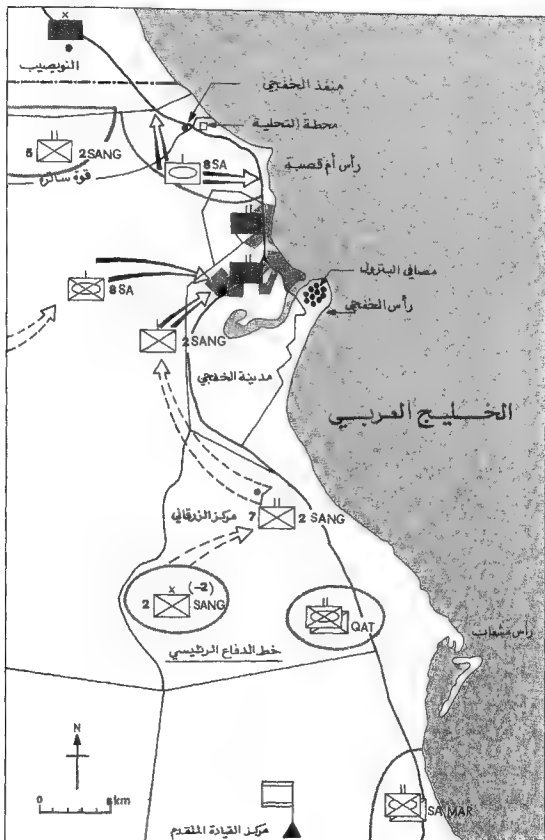 x
النويصيب
منفذ الخفجي
محطة التحلية
5
2SANG
قوة ساترة
8SA
رأس أم قصبة
8SA
مصافي البترول
رأس الخفجي
2 SANG
مدينة الخفجي
الخليج العربي
مركز الزرقاني
7
2 SANG
x
(-2)
2
SANG
QAT
خط الدفاع الرئيسي
رأس مشعاب
N
0
5km
مركز القيادة المتقدم
SA MAR